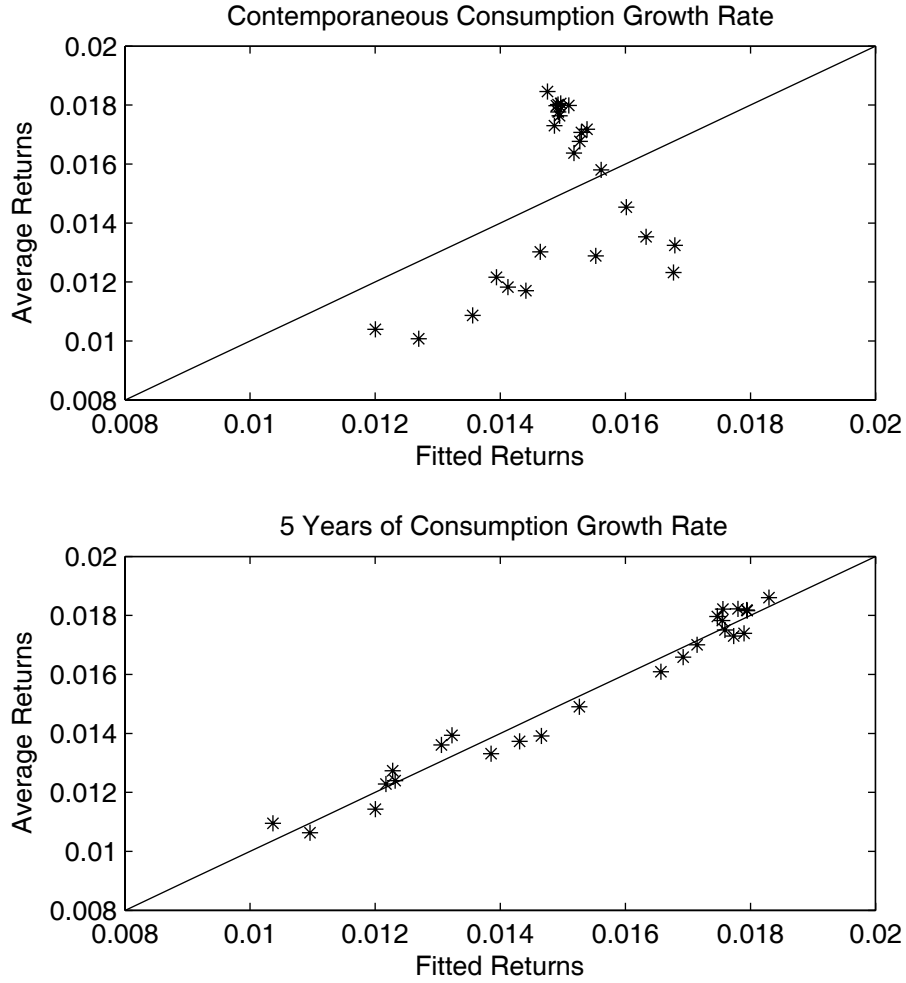 Contemporaneous Consumption Growth Rate
0.02
0.018
0.016
0.014
0.012
0.01
0.008
Average Returns
0.008 0.01 0.012 0.014 0.016 0.018 0.02
Fitted Returns
5 Years of Consumption Growth Rate
0.02
0.018
0.016
0.014
0.012
0.01
0.008
Average Returns
0.008 0.01 0.012 0.014 0.016 0.018 0.02
Fitted Returns